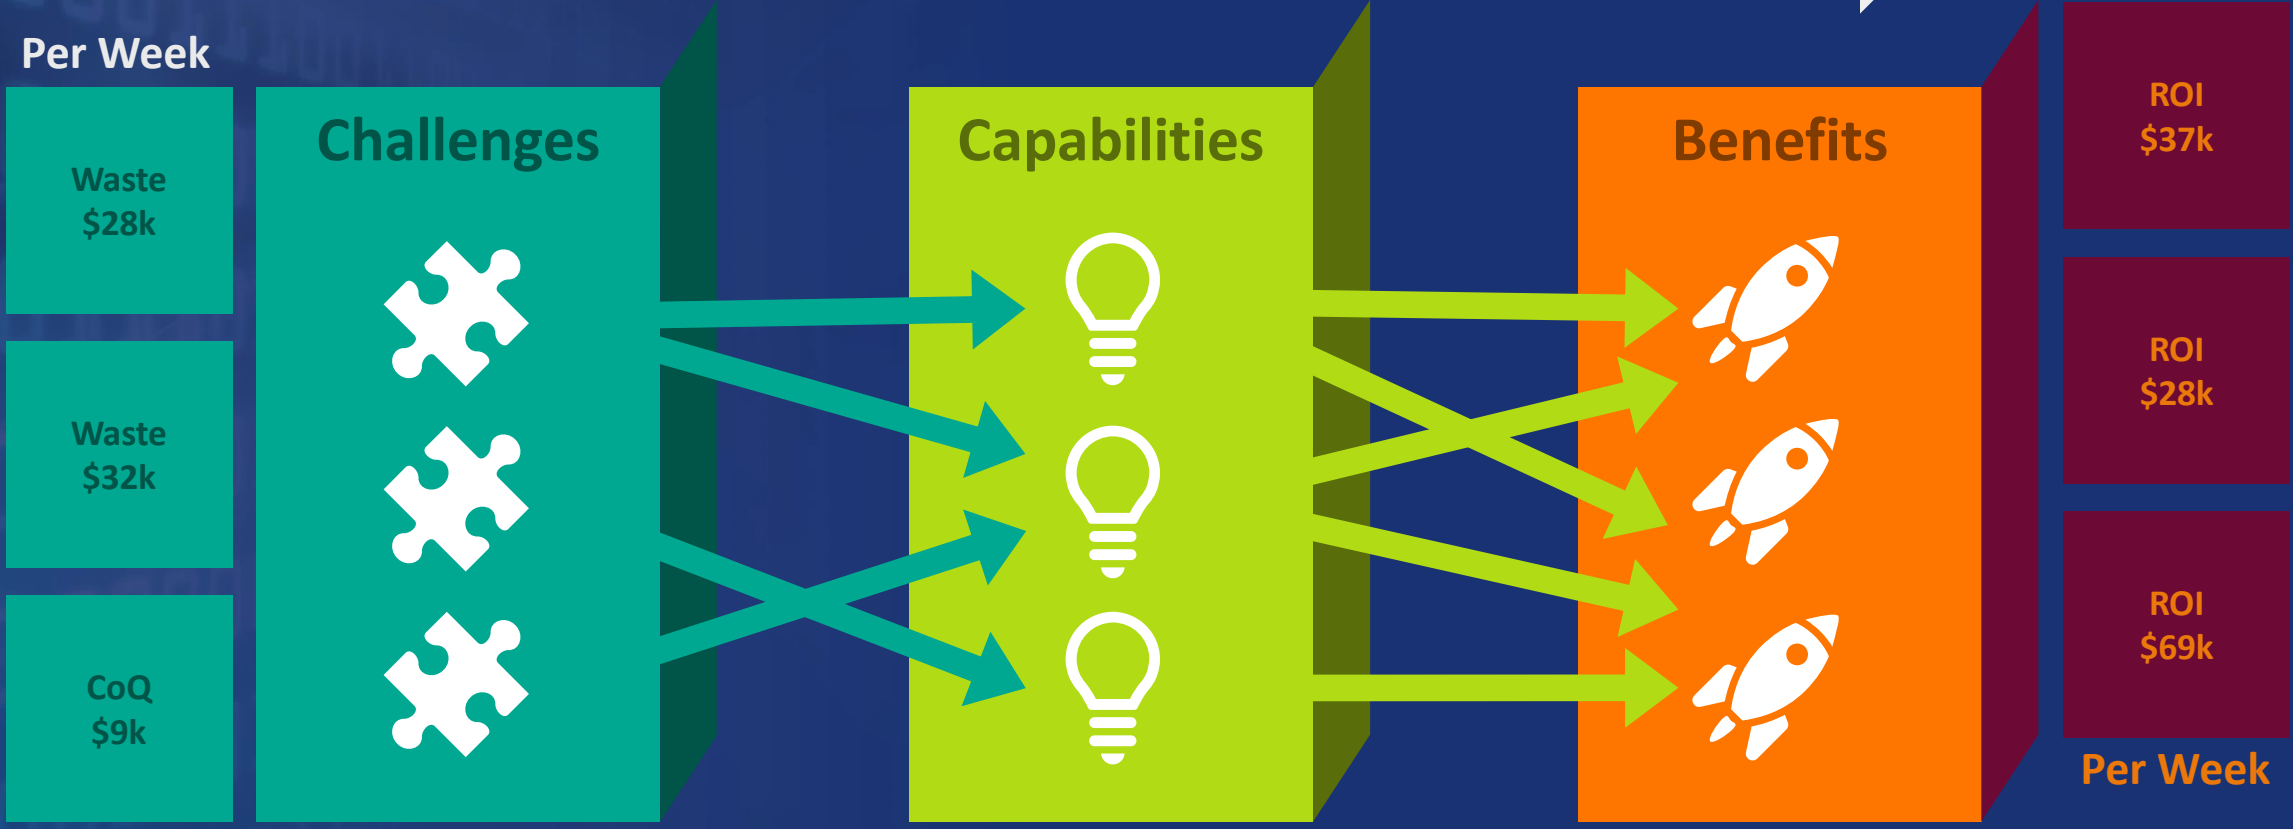 Per Week
Waste
$28k
Waste
$32k
CoQ
$9k
Challenges
Capabilities
Benefits
ROI
$37k
ROI
$28k
ROI
$69k
Per Week